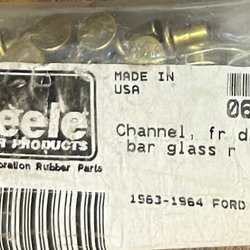 MADE IN
USA
06
eele
R PRODUCTS
oration Rubber Parts
Channel, fr d
bar glass r
1963-1964 FORD